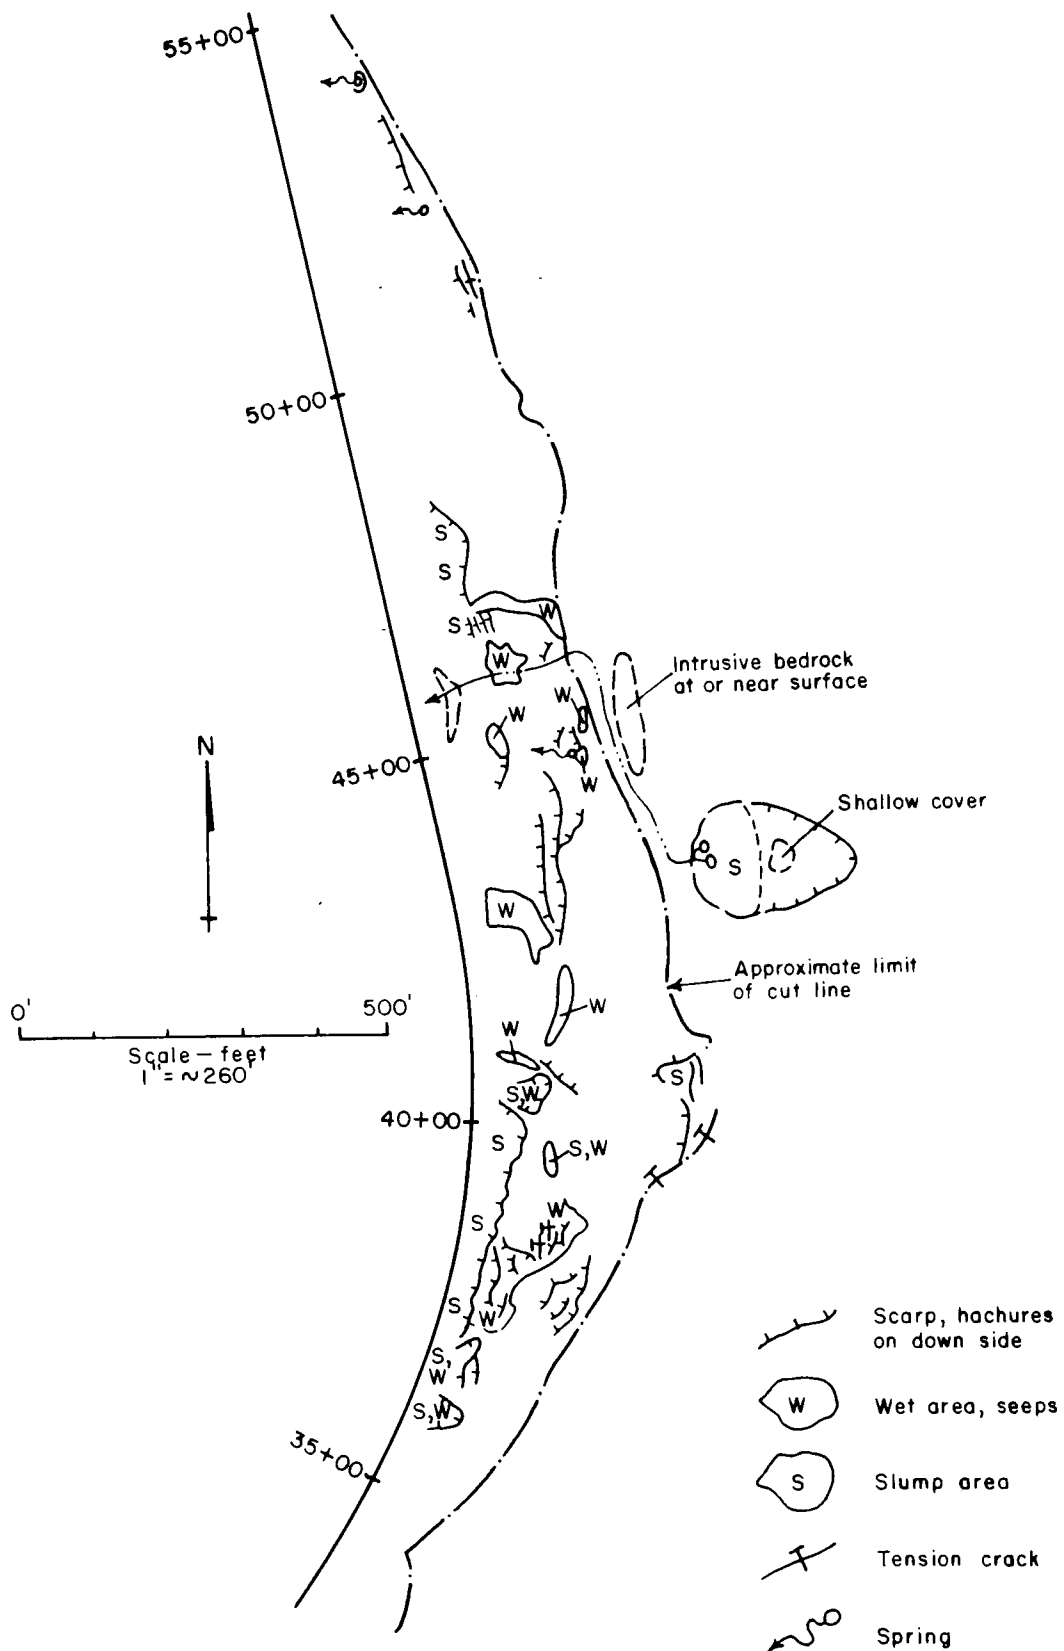 55+00
50+00
S
S
W
S
W
Intrusive bedrock
at or near surface
W
W
N
45+00
W
Shallow cover
S
W
Approximate limit
of cut line
0'
500'
W
W
Scale — feet
1" = ~260'
S
S,W
40+00
S
S,W
W
S
S
W
S,
W
S,W
35+00
Scarp, hachures
on down side
W
Wet area, seeps
S
Slump area
Tension crack
Spring